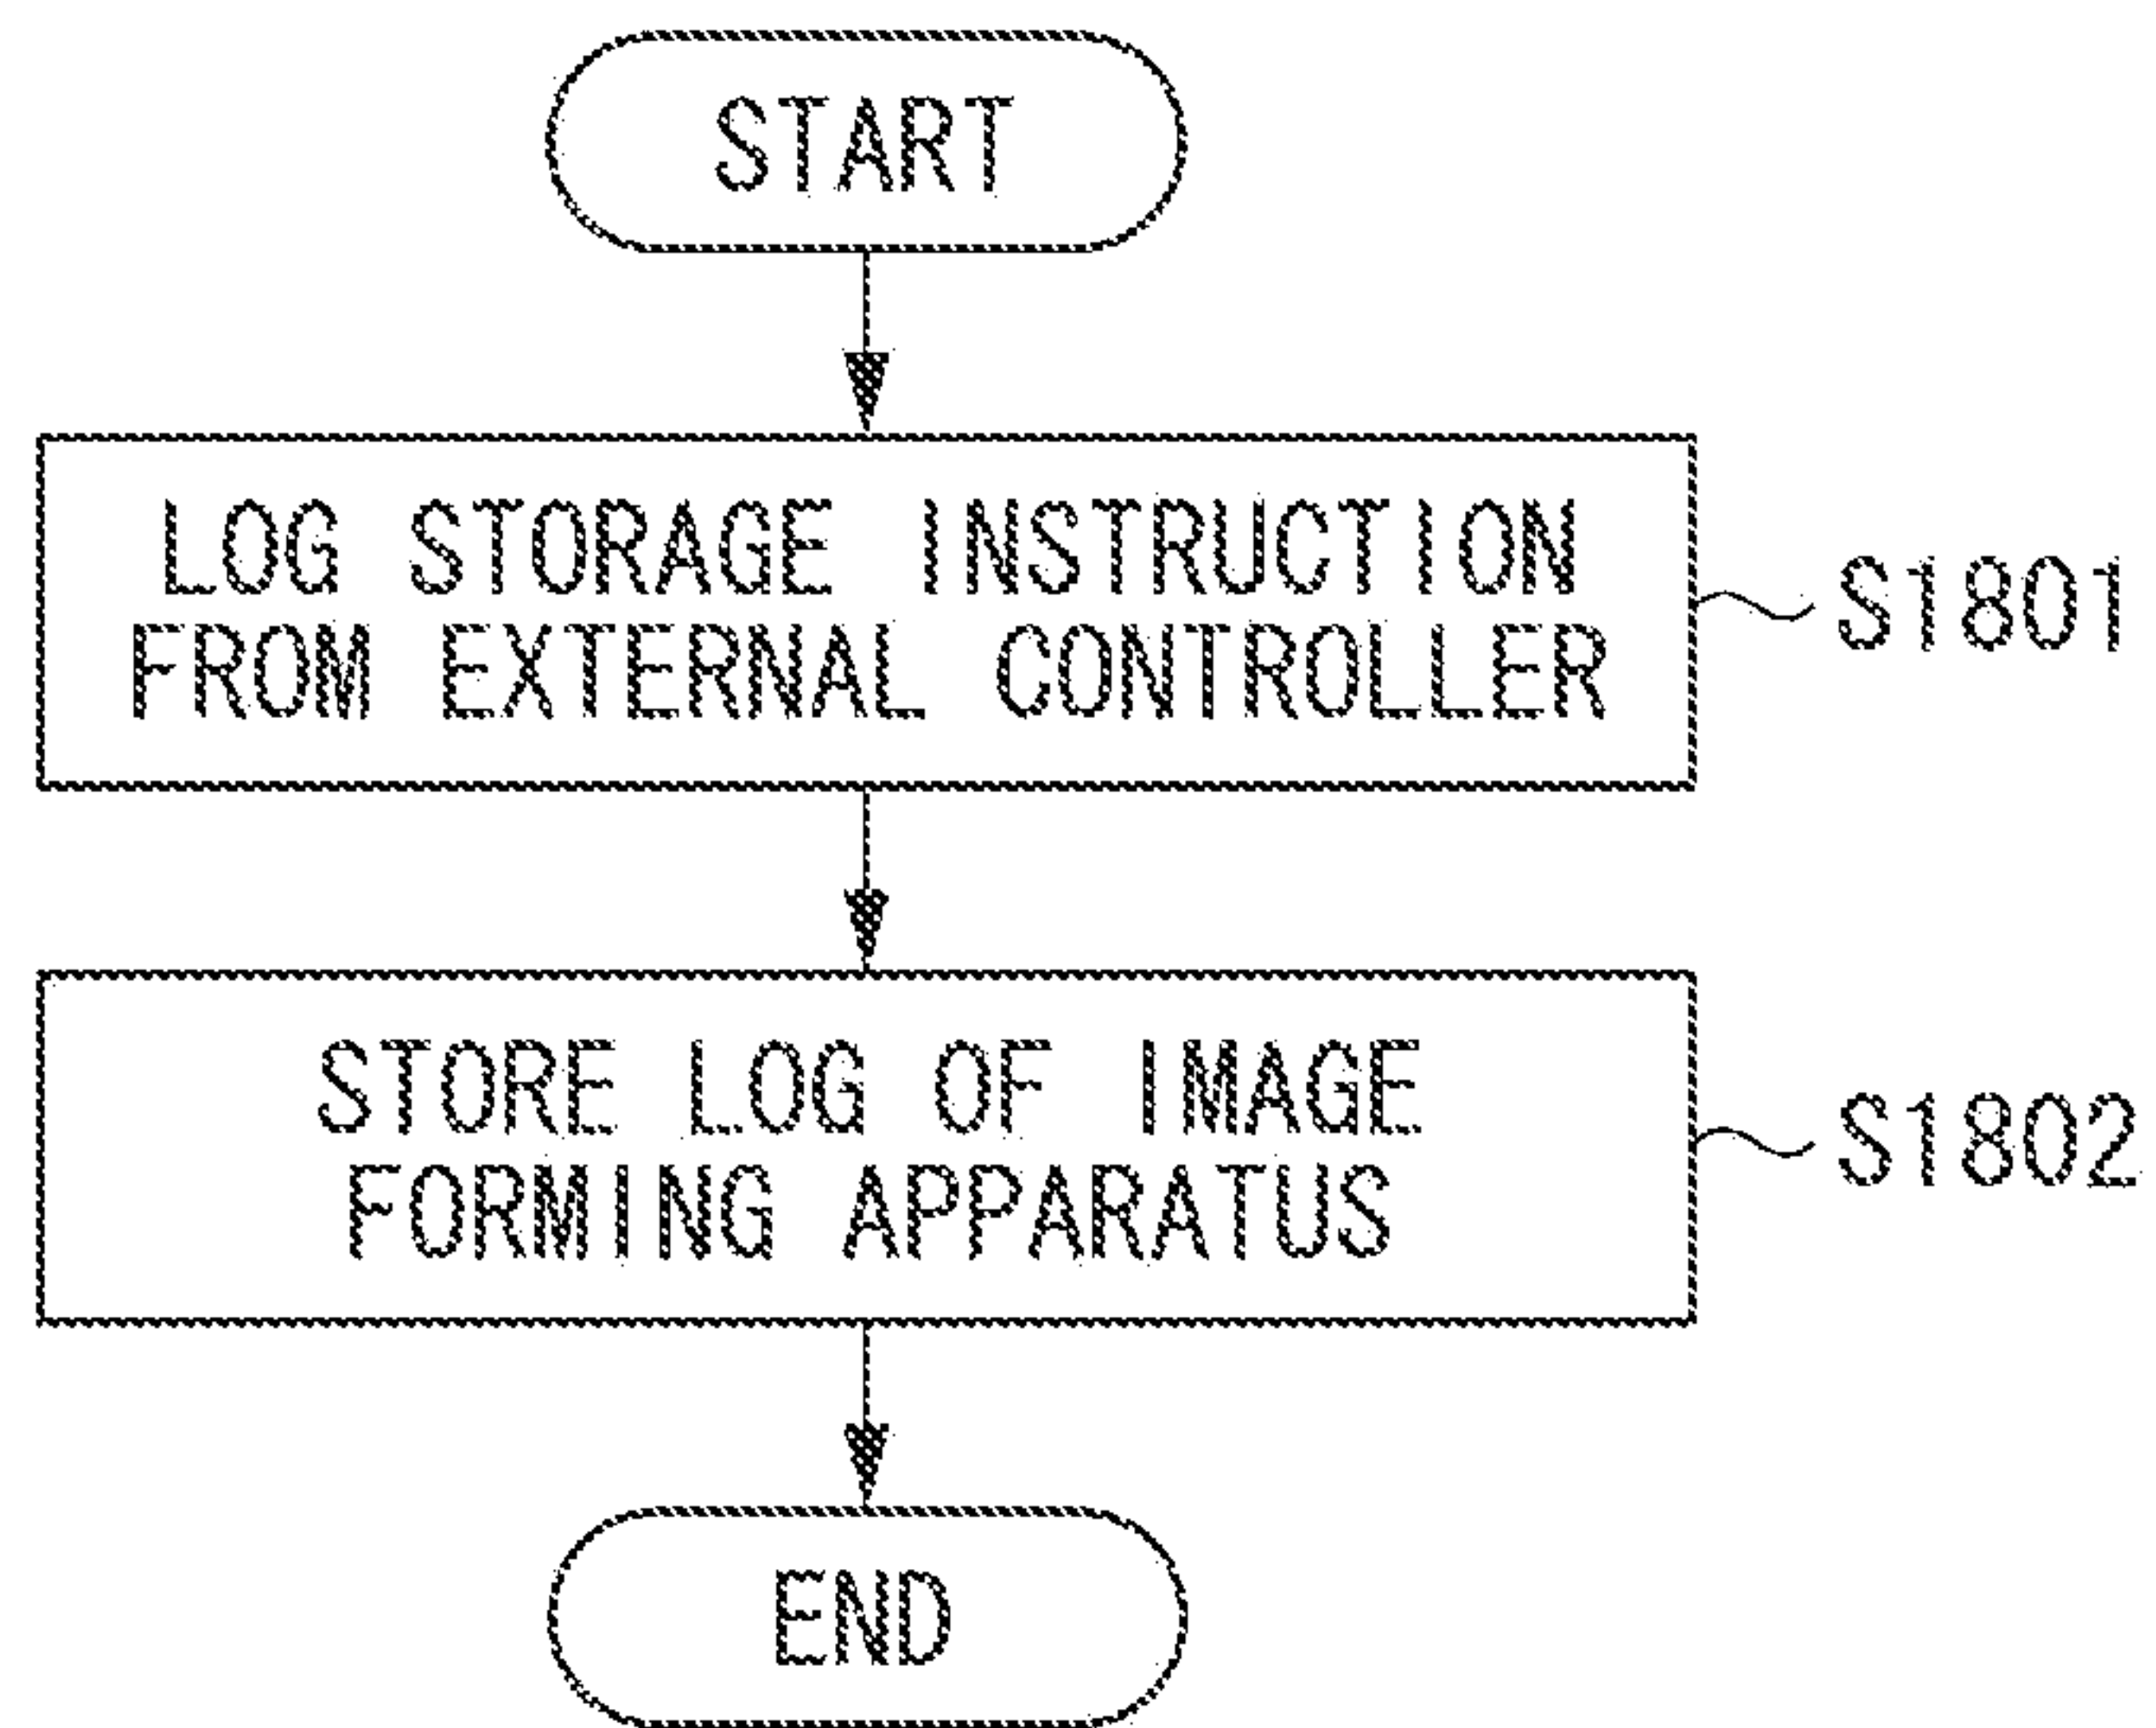 START
LOG STORAGE INSTRUCTION
FROM EXTERNAL CONTROLLER
S1801
STORE LOG OF IMAGE
FORMING APPARATUS
S1802
END